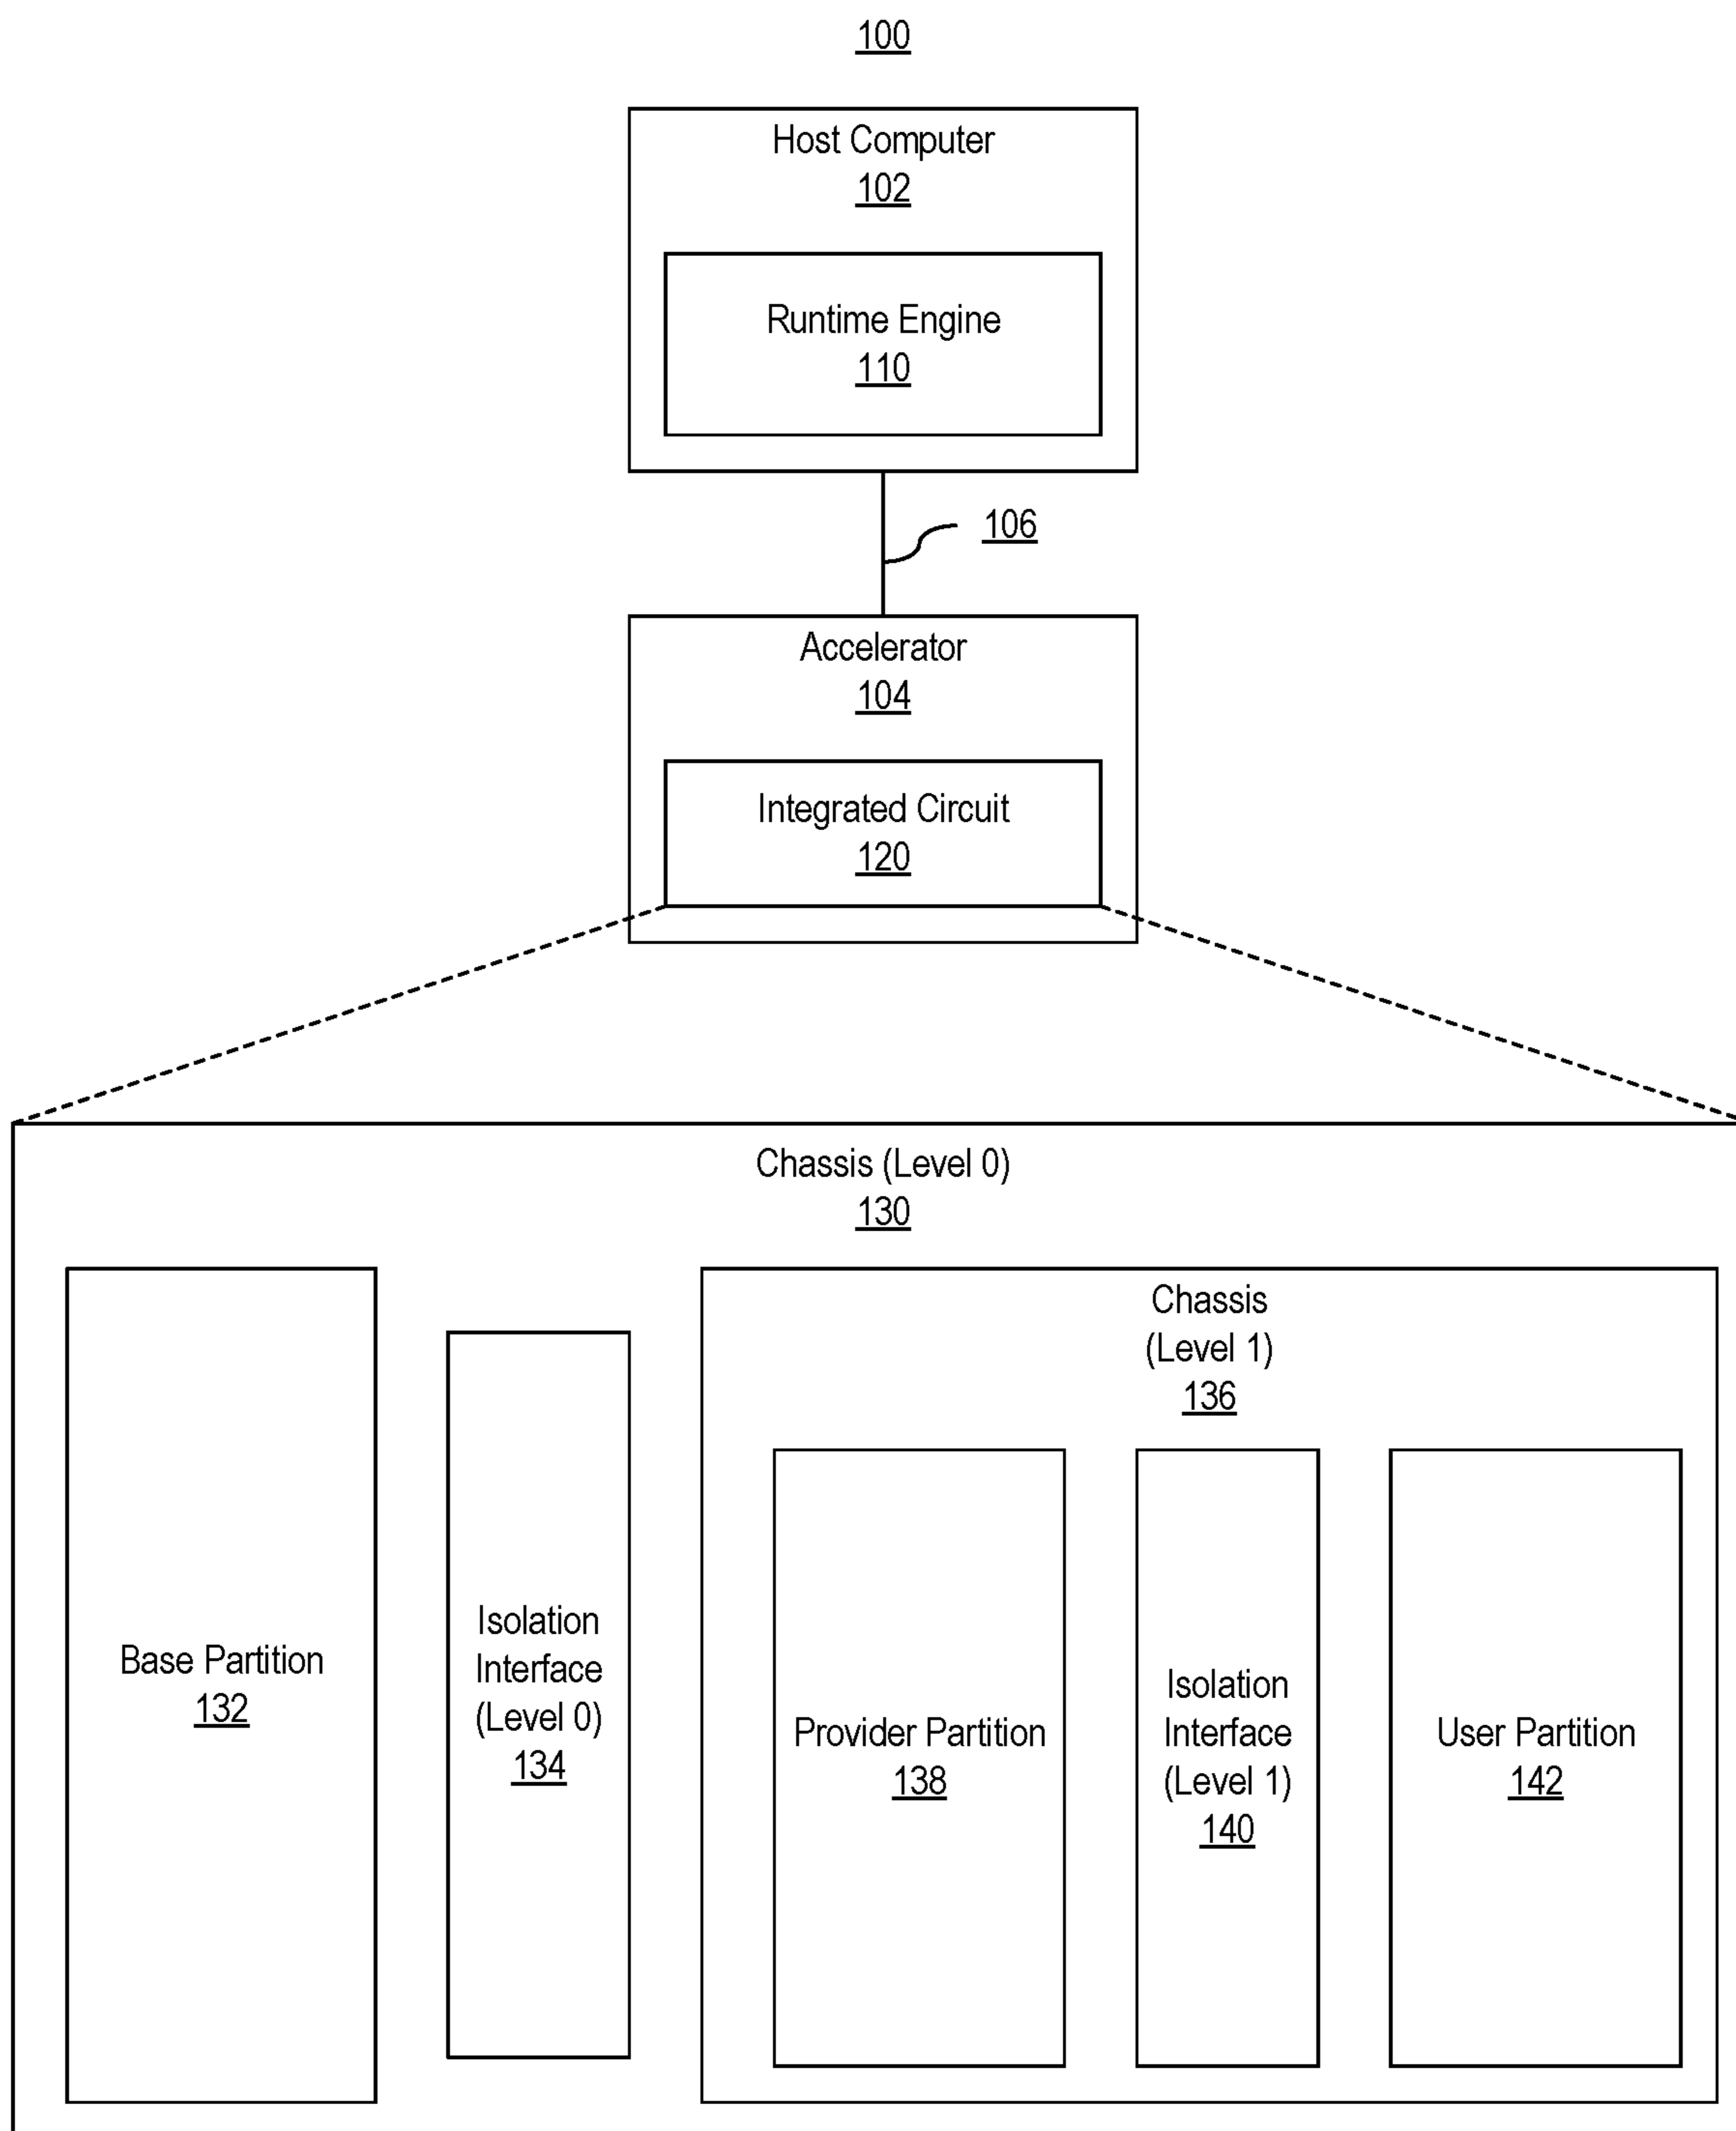 100
Host Computer
102
Runtime Engine
110
106
Accelerator
104
Integrated Circuit
120
Chassis (Level 0)
130
Base Partition
132
Isolation
Interface
(Level 0)
134
Chassis
(Level 1)
136
Provider Partition
138
Isolation
Interface
(Level 1)
140
User Partition
142